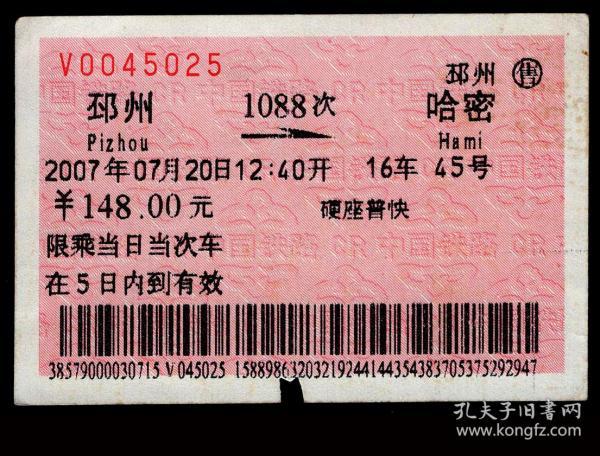 V0045025
邳州 售
邳州 1088次 哈密
Pizhou Hami
2007年07月20日12:40开 16车 45号
￥148.00元 硬座普快
限乘当日当次车
在5日内到有效
38579000030715 V 045025 1588986320321924414435438370537529 2947
孔夫子旧书网
www.kongfz.com